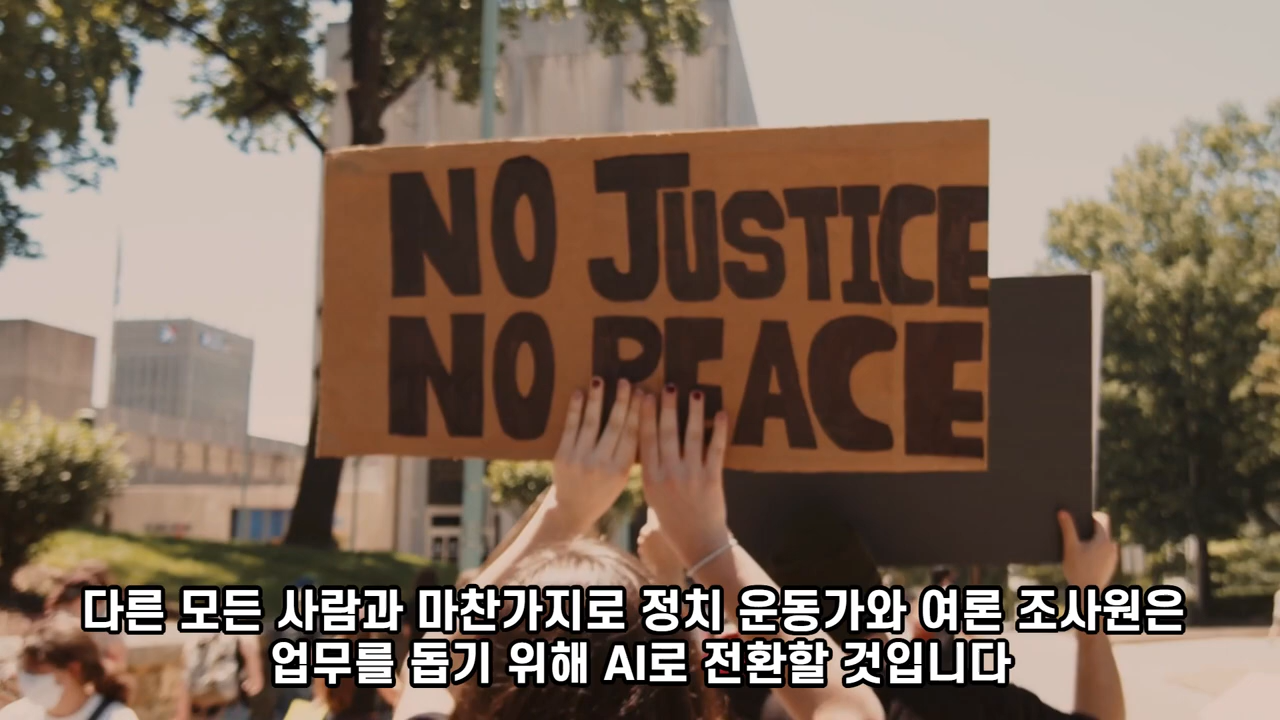 NO JUSTICE
NO PEACE
다른 모든 사람과 마찬가지로 정치 운동가와 여론 조사원은
업무를 돕기 위해 AI로 전환할 것입니다